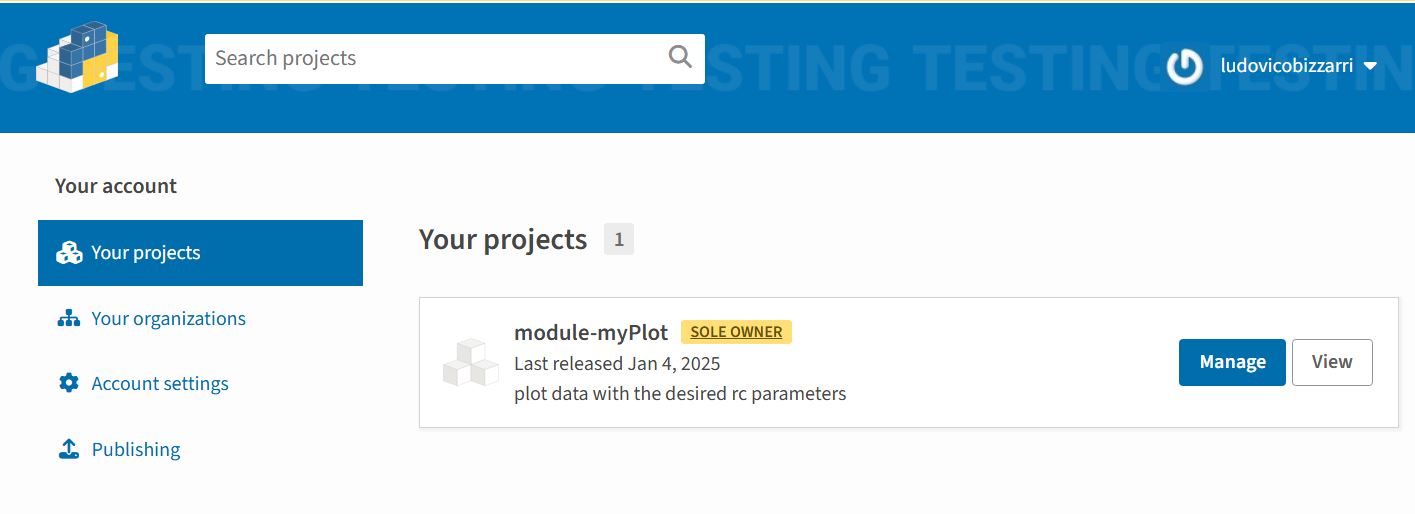 G TESTING TESTING TESTING TESTIN
Search projects
ludovicobizzarri
Your account
Your projects
Your organizations
Account settings
Publishing
Your projects 1
module-myPlot SOLE OWNER
Last released Jan 4, 2025
plot data with the desired rc parameters
Manage
View